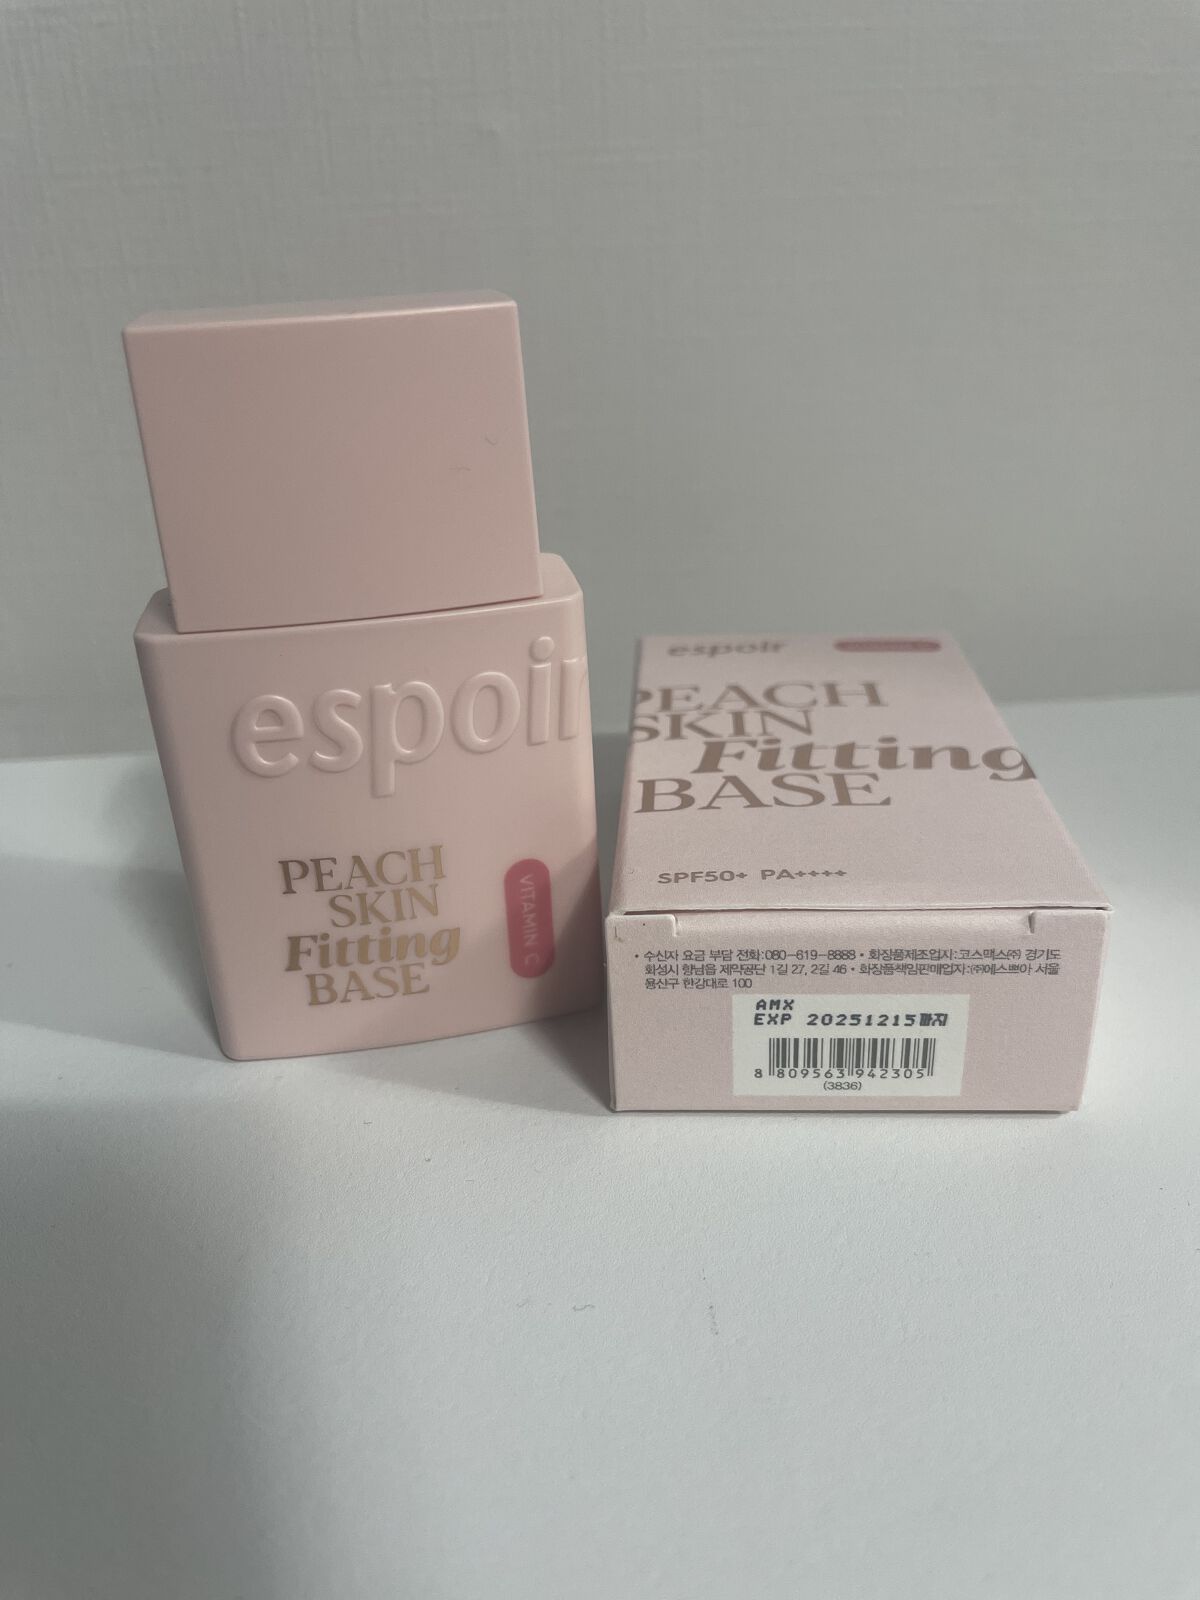 espoir
PEACH
SKIN
Fitting
BASE
VITAMIN C
espoir
PEACH
SKIN
Fitting
BASE
SPF50+ PA++++
• 수신자 요금 부담 전화:080-619-8888 • 화장품제조업자:코스맥스㈜ 경기도
화성시 향남읍 제약공단 1길 27, 2길 46 • 화장품책임판매업자:㈜에스쁘아 서울
용산구 한강대로 100
AMX
EXP 20251215까지
8 809563 942305
(3836)